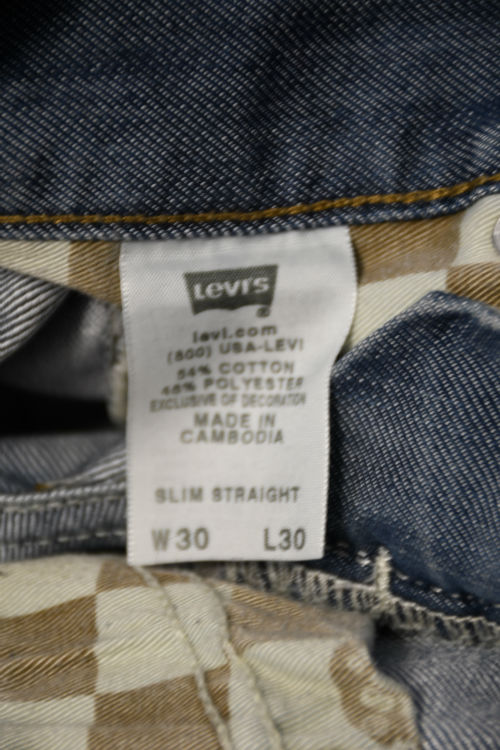 Levi's
®
levi.com
(800) USA-LEVI
54% COTTON
46% POLYESTER
EXCLUSIVE OF DECORATION
MADE IN
CAMBODIA
SLIM STRAIGHT
W30 L30